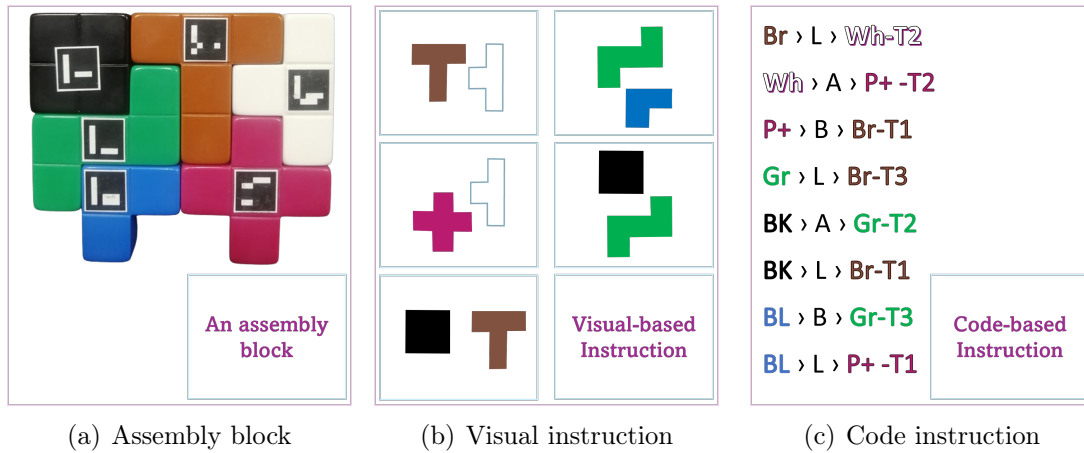 An assembly
block
(a) Assembly block
Visual-based
Instruction
(b) Visual instruction
Br › L › Wh-T2
Wh › A › P+ -T2
P+ › B › Br-T1
Gr › L › Br-T3
BK › A › Gr-T2
BK › L › Br-T1
BL › B › Gr-T3
BL › L › P+ -T1
Code-based
Instruction
(c) Code instruction